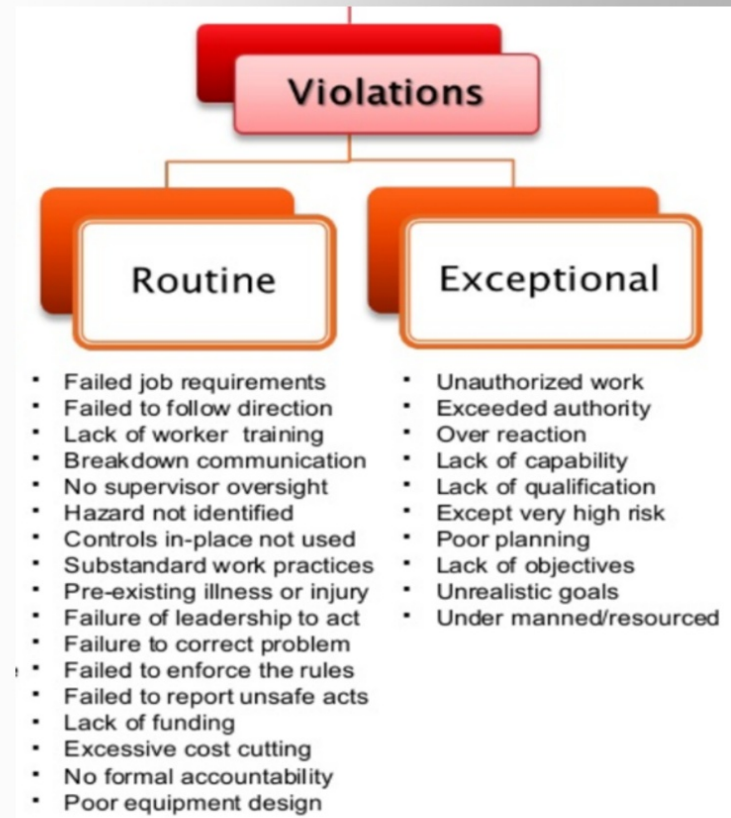 Violations
Routine
Exceptional
▪ Failed job requirements
▪ Failed to follow direction
▪ Lack of worker training
▪ Breakdown communication
▪ No supervisor oversight
▪ Hazard not identified
▪ Controls in-place not used
▪ Substandard work practices
▪ Pre-existing illness or injury
▪ Failure of leadership to act
▪ Failure to correct problem
▪ Failed to enforce the rules
▪ Failed to report unsafe acts
▪ Lack of funding
▪ Excessive cost cutting
▪ No formal accountability
▪ Poor equipment design
▪ Unauthorized work
▪ Exceeded authority
▪ Over reaction
▪ Lack of capability
▪ Lack of qualification
▪ Except very high risk
▪ Poor planning
▪ Lack of objectives
▪ Unrealistic goals
▪ Under manned/resourced